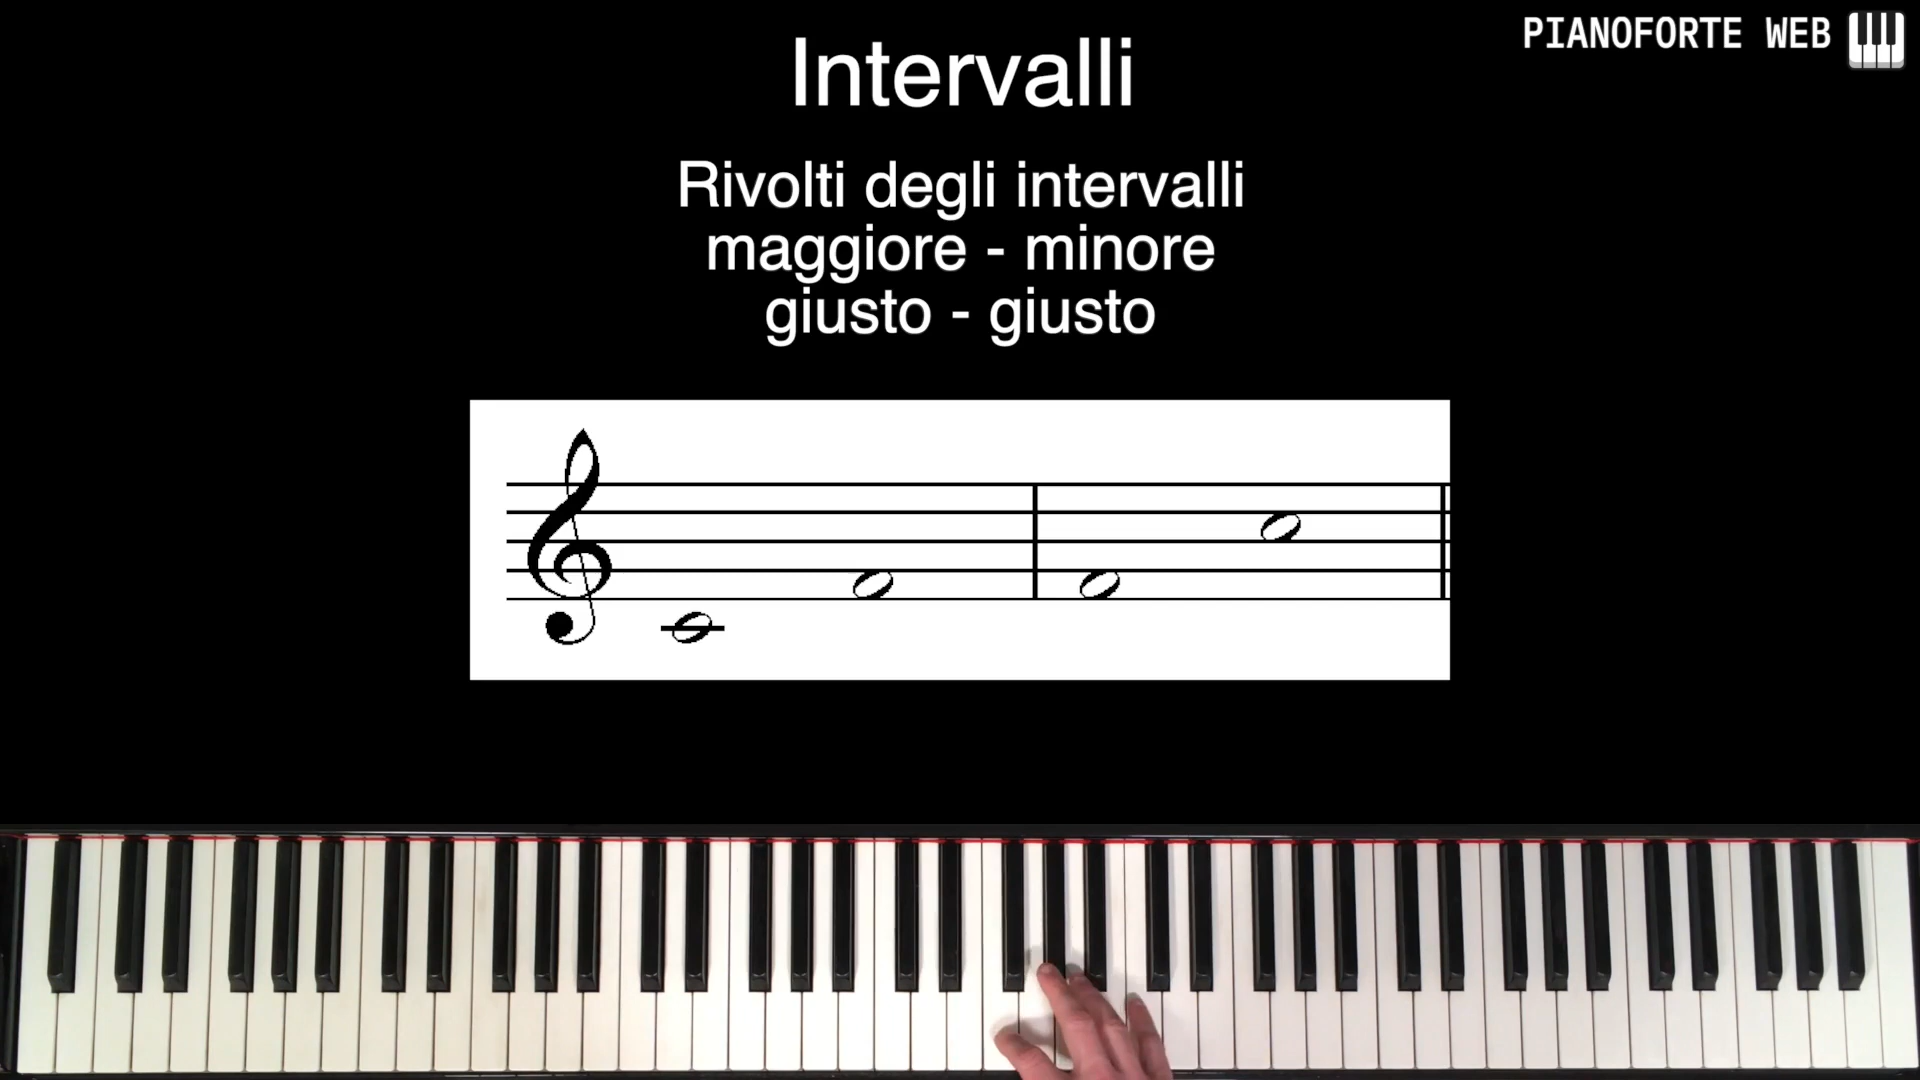 PIANOFORTE WEB
Intervalli
Rivolti degli intervalli
maggiore - minore
giusto - giusto